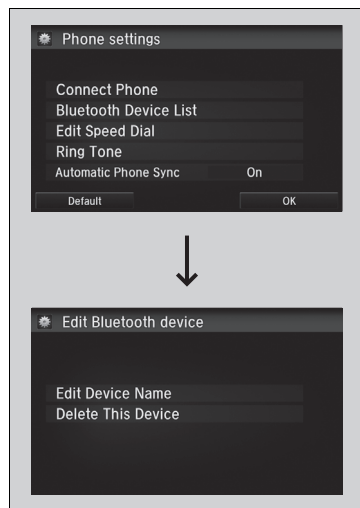 Phone settings
Connect Phone
Bluetooth Device List
Edit Speed Dial
Ring Tone
Automatic Phone Sync On
Default OK
Edit Bluetooth device
Edit Device Name
Delete This Device